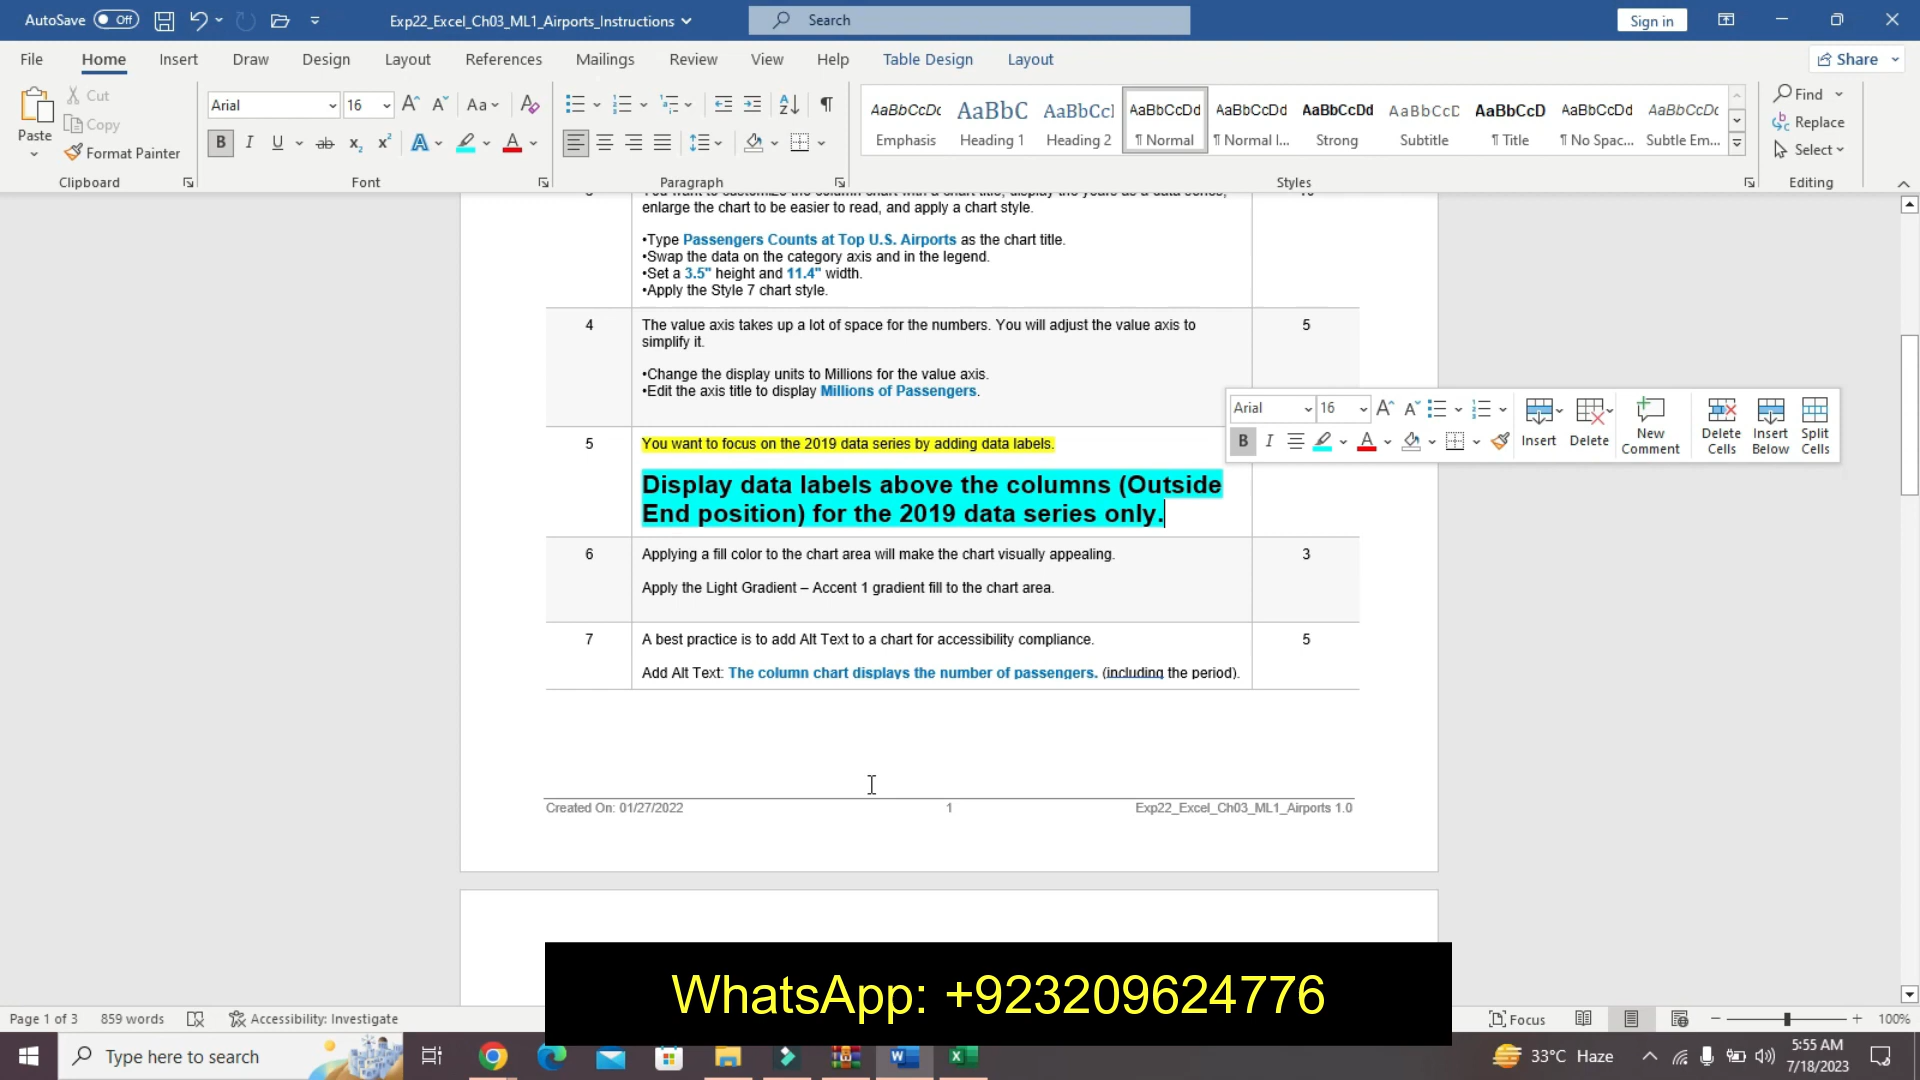 AutoSave Off
Exp22_Excel_Ch03_ML1_Airports_Instructions
Search
Sign in
File Home Insert Draw Design Layout References Mailings Review View Help Table Design Layout
Share
Paste
Cut
Copy
Format Painter
Clipboard
Arial 16
Font
Paragraph
AaBbCcDc Emphasis
AaBbC Heading 1
AaBbCcI Heading 2
AaBbCcDd ¶ Normal
AaBbCcDd ¶ Normal I...
AaBbCcDd Strong
AaBbCcD Subtitle
AaBbCcD ¶ Title
AaBbCcDd ¶ No Spac...
AaBbCcDc Subtle Em...
Styles
Find
Replace
Select
Editing
enlarge the chart to be easier to read, and apply a chart style.
•Type Passengers Counts at Top U.S. Airports as the chart title.
•Swap the data on the category axis and in the legend.
•Set a 3.5" height and 11.4" width.
•Apply the Style 7 chart style.
4 The value axis takes up a lot of space for the numbers. You will adjust the value axis to 5
simplify it.
•Change the display units to Millions for the value axis.
•Edit the axis title to display Millions of Passengers.
Arial 16
Insert
Delete
New Comment
Delete Cells
Insert Below
Split Cells
5 You want to focus on the 2019 data series by adding data labels.
Display data labels above the columns (Outside
End position) for the 2019 data series only.
6 Applying a fill color to the chart area will make the chart visually appealing. 3
Apply the Light Gradient – Accent 1 gradient fill to the chart area.
7 A best practice is to add Alt Text to a chart for accessibility compliance. 5
Add Alt Text: The column chart displays the number of passengers. (including the period).
Created On: 01/27/2022 1 Exp22_Excel_Ch03_ML1_Airports 1.0
WhatsApp: +923209624776
Page 1 of 3 859 words Accessibility: Investigate
Focus
100%
Type here to search
33°C Haze
5:55 AM
7/18/2023